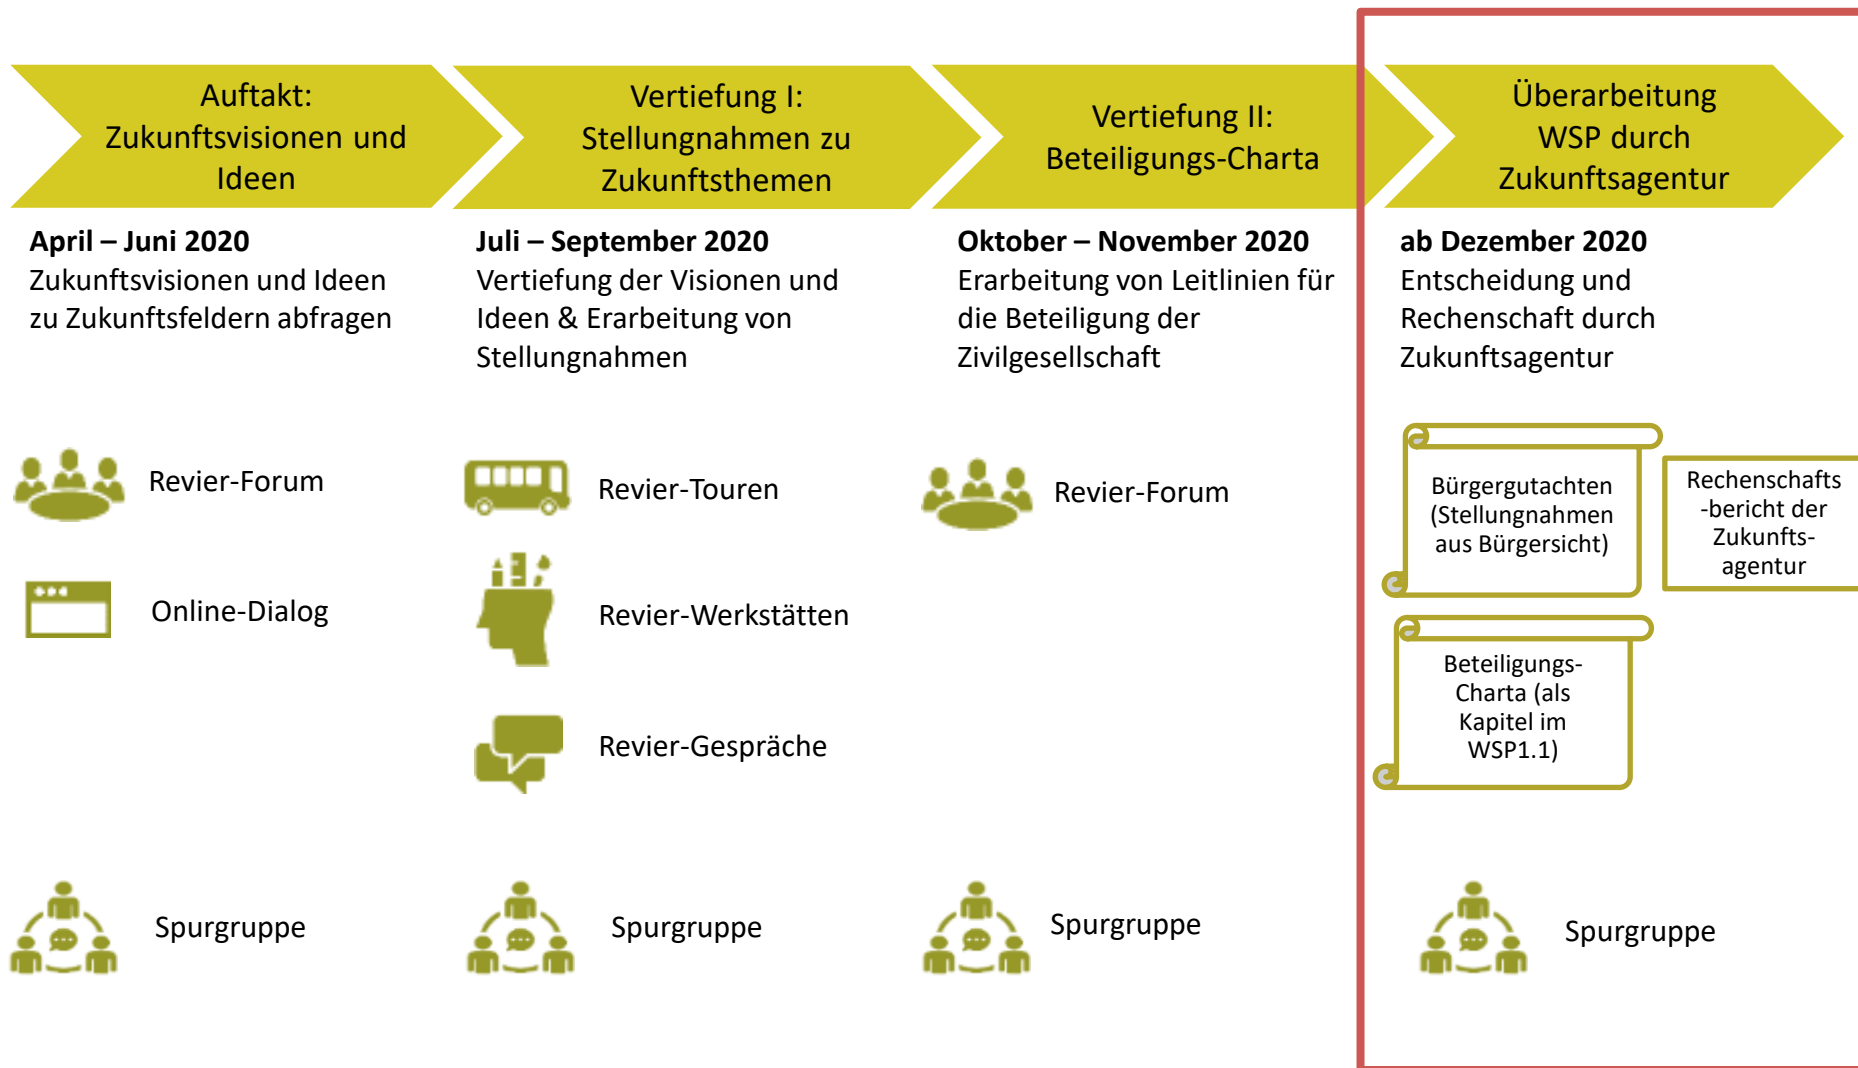 Auftakt:
Zukunftsvisionen und
Ideen
Vertiefung I:
Stellungnahmen zu
Zukunftsthemen
Vertiefung II:
Beteiligungs-Charta
Überarbeitung
WSP durch
Zukunftsagentur
April – Juni 2020
Zukunftsvisionen und Ideen
zu Zukunftsfeldern abfragen
Juli – September 2020
Vertiefung der Visionen und
Ideen & Erarbeitung von
Stellungnahmen
Oktober – November 2020
Erarbeitung von Leitlinien für
die Beteiligung der
Zivilgesellschaft
ab Dezember 2020
Entscheidung und
Rechenschaft durch
Zukunftsagentur
Revier-Forum
Online-Dialog
Revier-Touren
Revier-Werkstätten
Revier-Gespräche
Revier-Forum
Bürgergutachten
(Stellungnahmen
aus Bürgersicht)
Rechenschafts
-bericht der
Zukunfts-
agentur
Beteiligungs-
Charta (als
Kapitel im
WSP1.1)
Spurgruppe
Spurgruppe
Spurgruppe
Spurgruppe